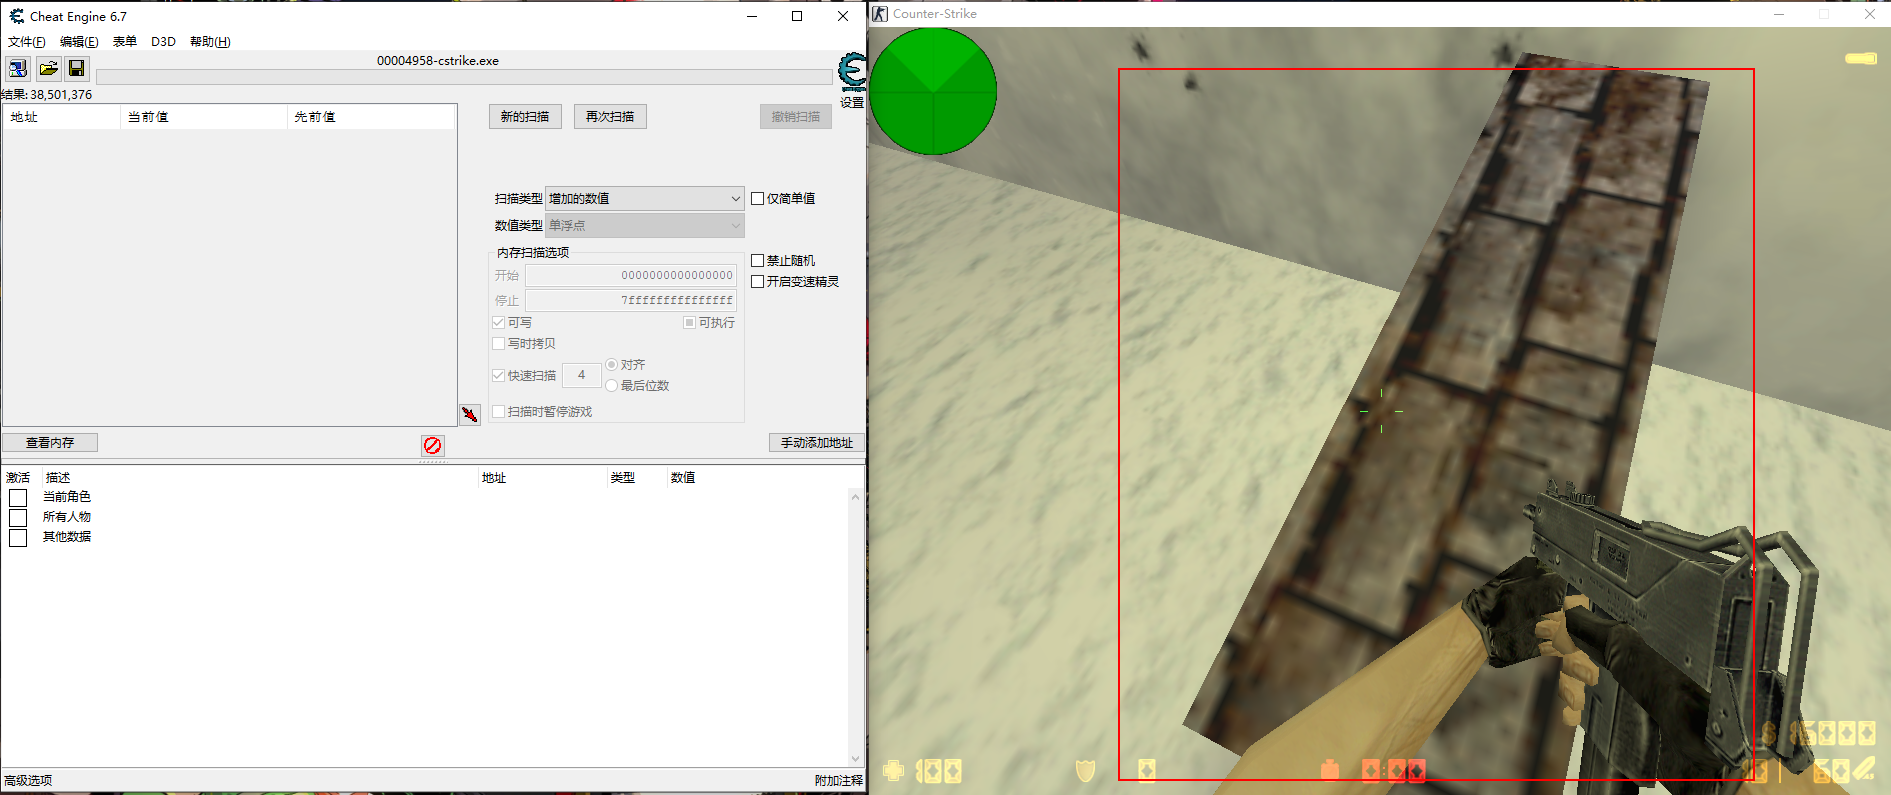 Cheat Engine 6.7
文件(F) 编辑(E) 表单 D3D 帮助(H)
00004958-cstrike.exe
设置
结果: 38,501,376
地址 当前值 先前值
新的扫描 再次扫描 撤销扫描
扫描类型 增加的数值 仅简单值
数值类型 单浮点
内存扫描选项
开始 0000000000000000
停止 7fffffffffffffff
禁止随机
开启变速精灵
可写 可执行
写时拷贝
快速扫描 4 对齐
最后位数
扫描时暂停游戏
查看内存 手动添加地址
激活 描述 地址 类型 数值
当前角色
所有人物
其他数据
高级选项 附加注释
Counter-Strike